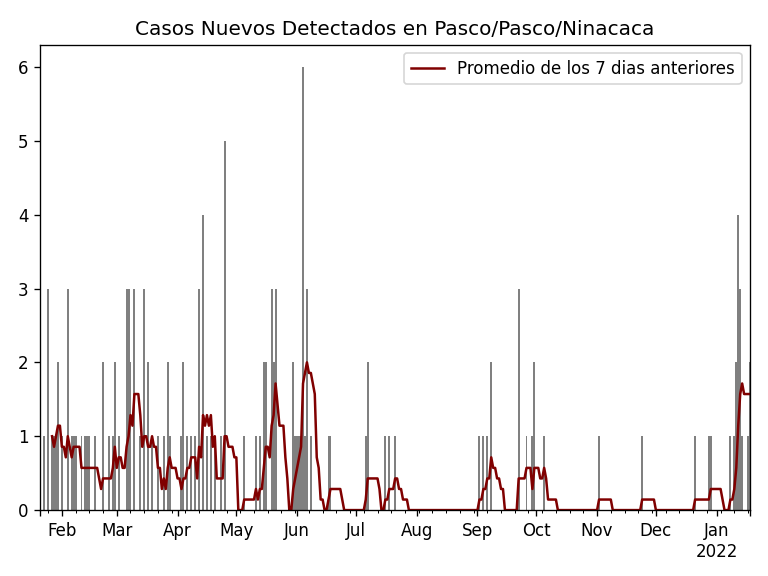 Casos Nuevos Detectados en Pasco/Pasco/Ninacaca
Promedio de los 7 dias anteriores
6
5
4
3
2
1
0
Feb Mar Apr May Jun Jul Aug Sep Oct Nov Dec Jan
2022